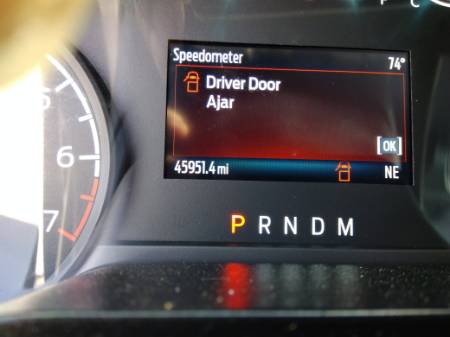 Speedometer 74°
Driver Door
Ajar
[OK]
45951.4 mi NE
6
7
P R N D M